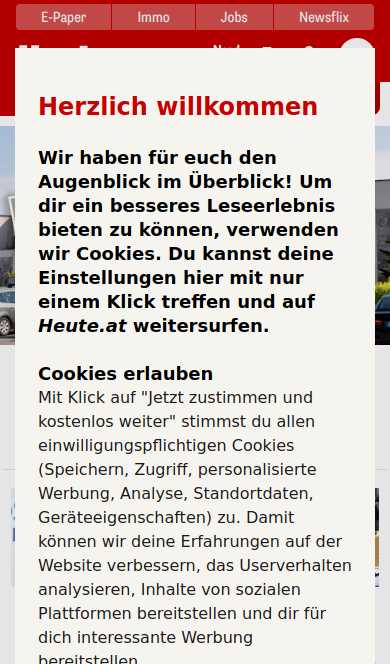 E-Paper
Immo
Jobs
Newsflix
Herzlich willkommen
Wir haben für euch den
Augenblick im Überblick! Um
dir ein besseres Leseerlebnis
bieten zu können, verwenden
wir Cookies. Du kannst deine
Einstellungen hier mit nur
einem Klick treffen und auf
Heute.at weitersurfen.
Cookies erlauben
Mit Klick auf "Jetzt zustimmen und
kostenlos weiter" stimmst du allen
einwilligungspflichtigen Cookies
(Speichern, Zugriff, personalisierte
Werbung, Analyse, Standortdaten,
Geräteeigenschaften) zu. Damit
können wir deine Erfahrungen auf der
Website verbessern, das Userverhalten
analysieren, Inhalte von sozialen
Plattformen bereitstellen und dir für
dich interessante Werbung
bereitstellen